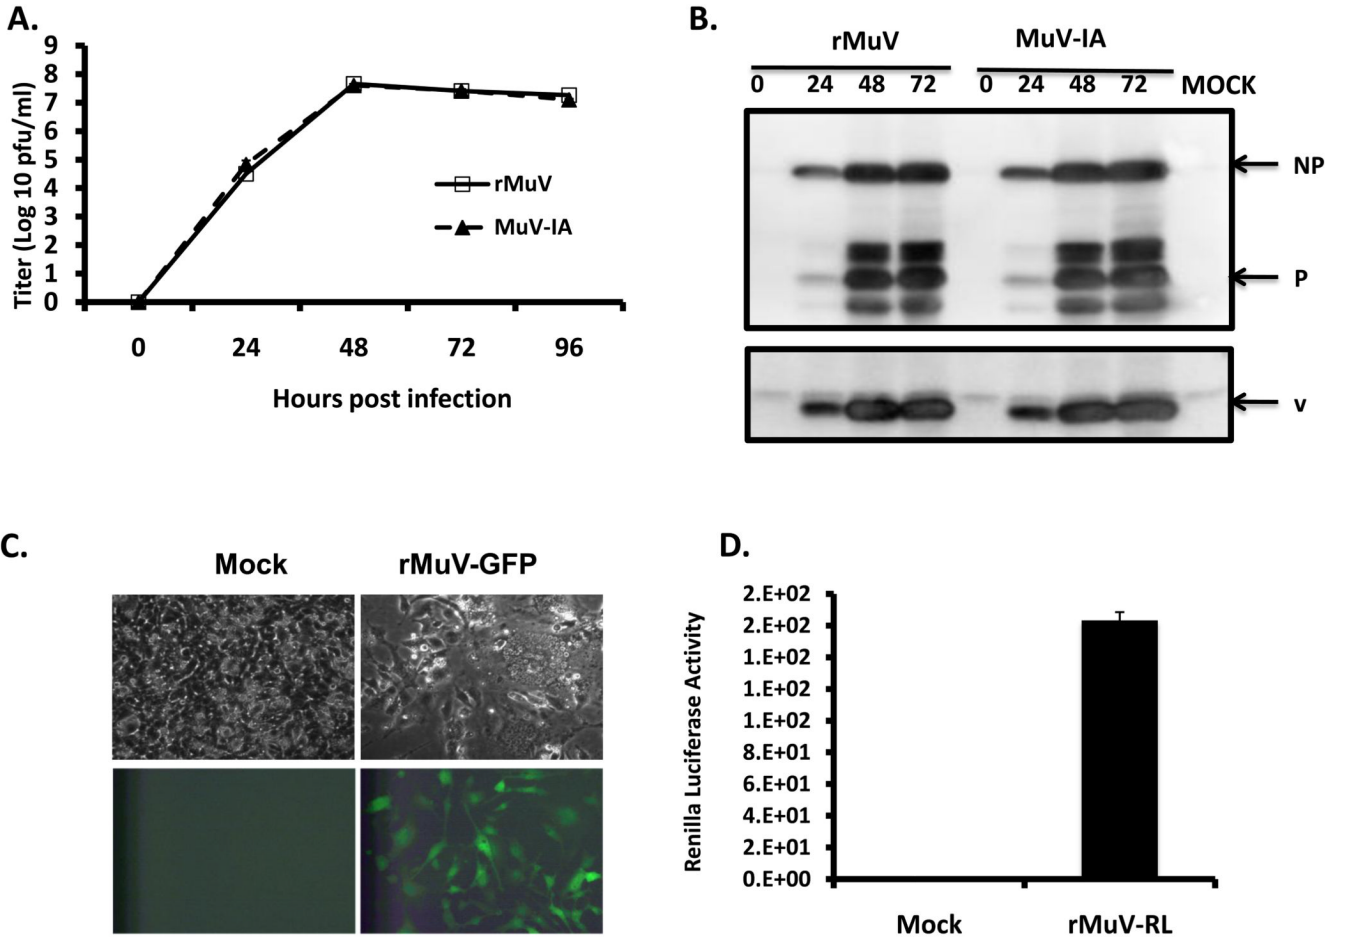 A.
9
8
7
6
5
4
3
2
1
0
Titer (Log 10 pfu/ml)
rMuV
MuV-IA
0 24 48 72 96
Hours post infection
B.
rMuV MuV-IA
0 24 48 72 0 24 48 72 MOCK
NP
P
v
C.
Mock rMuV-GFP
D.
Renilla Luciferase Activity
2.E+02
2.E+02
1.E+02
1.E+02
1.E+02
8.E+01
6.E+01
4.E+01
2.E+01
0.E+00
Mock rMuV-RL